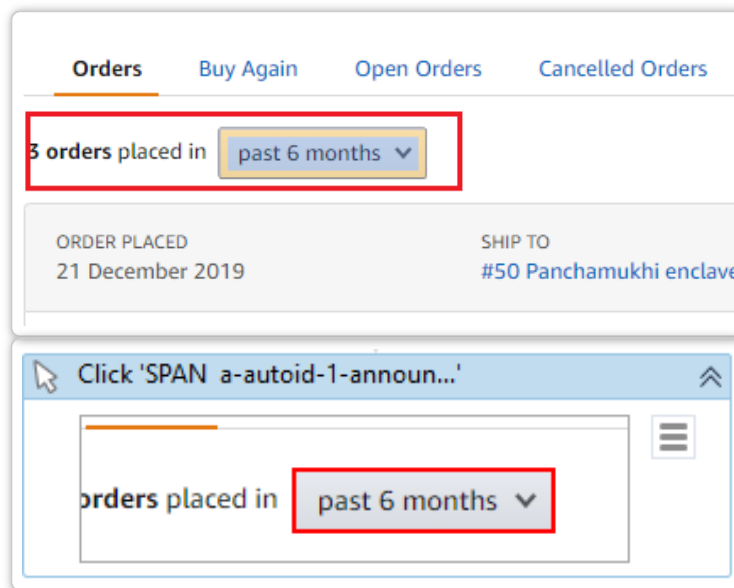 Orders Buy Again Open Orders Cancelled Orders
3 orders placed in past 6 months
ORDER PLACED SHIP TO
21 December 2019 #50 Panchamukhi enclave
Click 'SPAN a-autoid-1-announ...'
orders placed in past 6 months